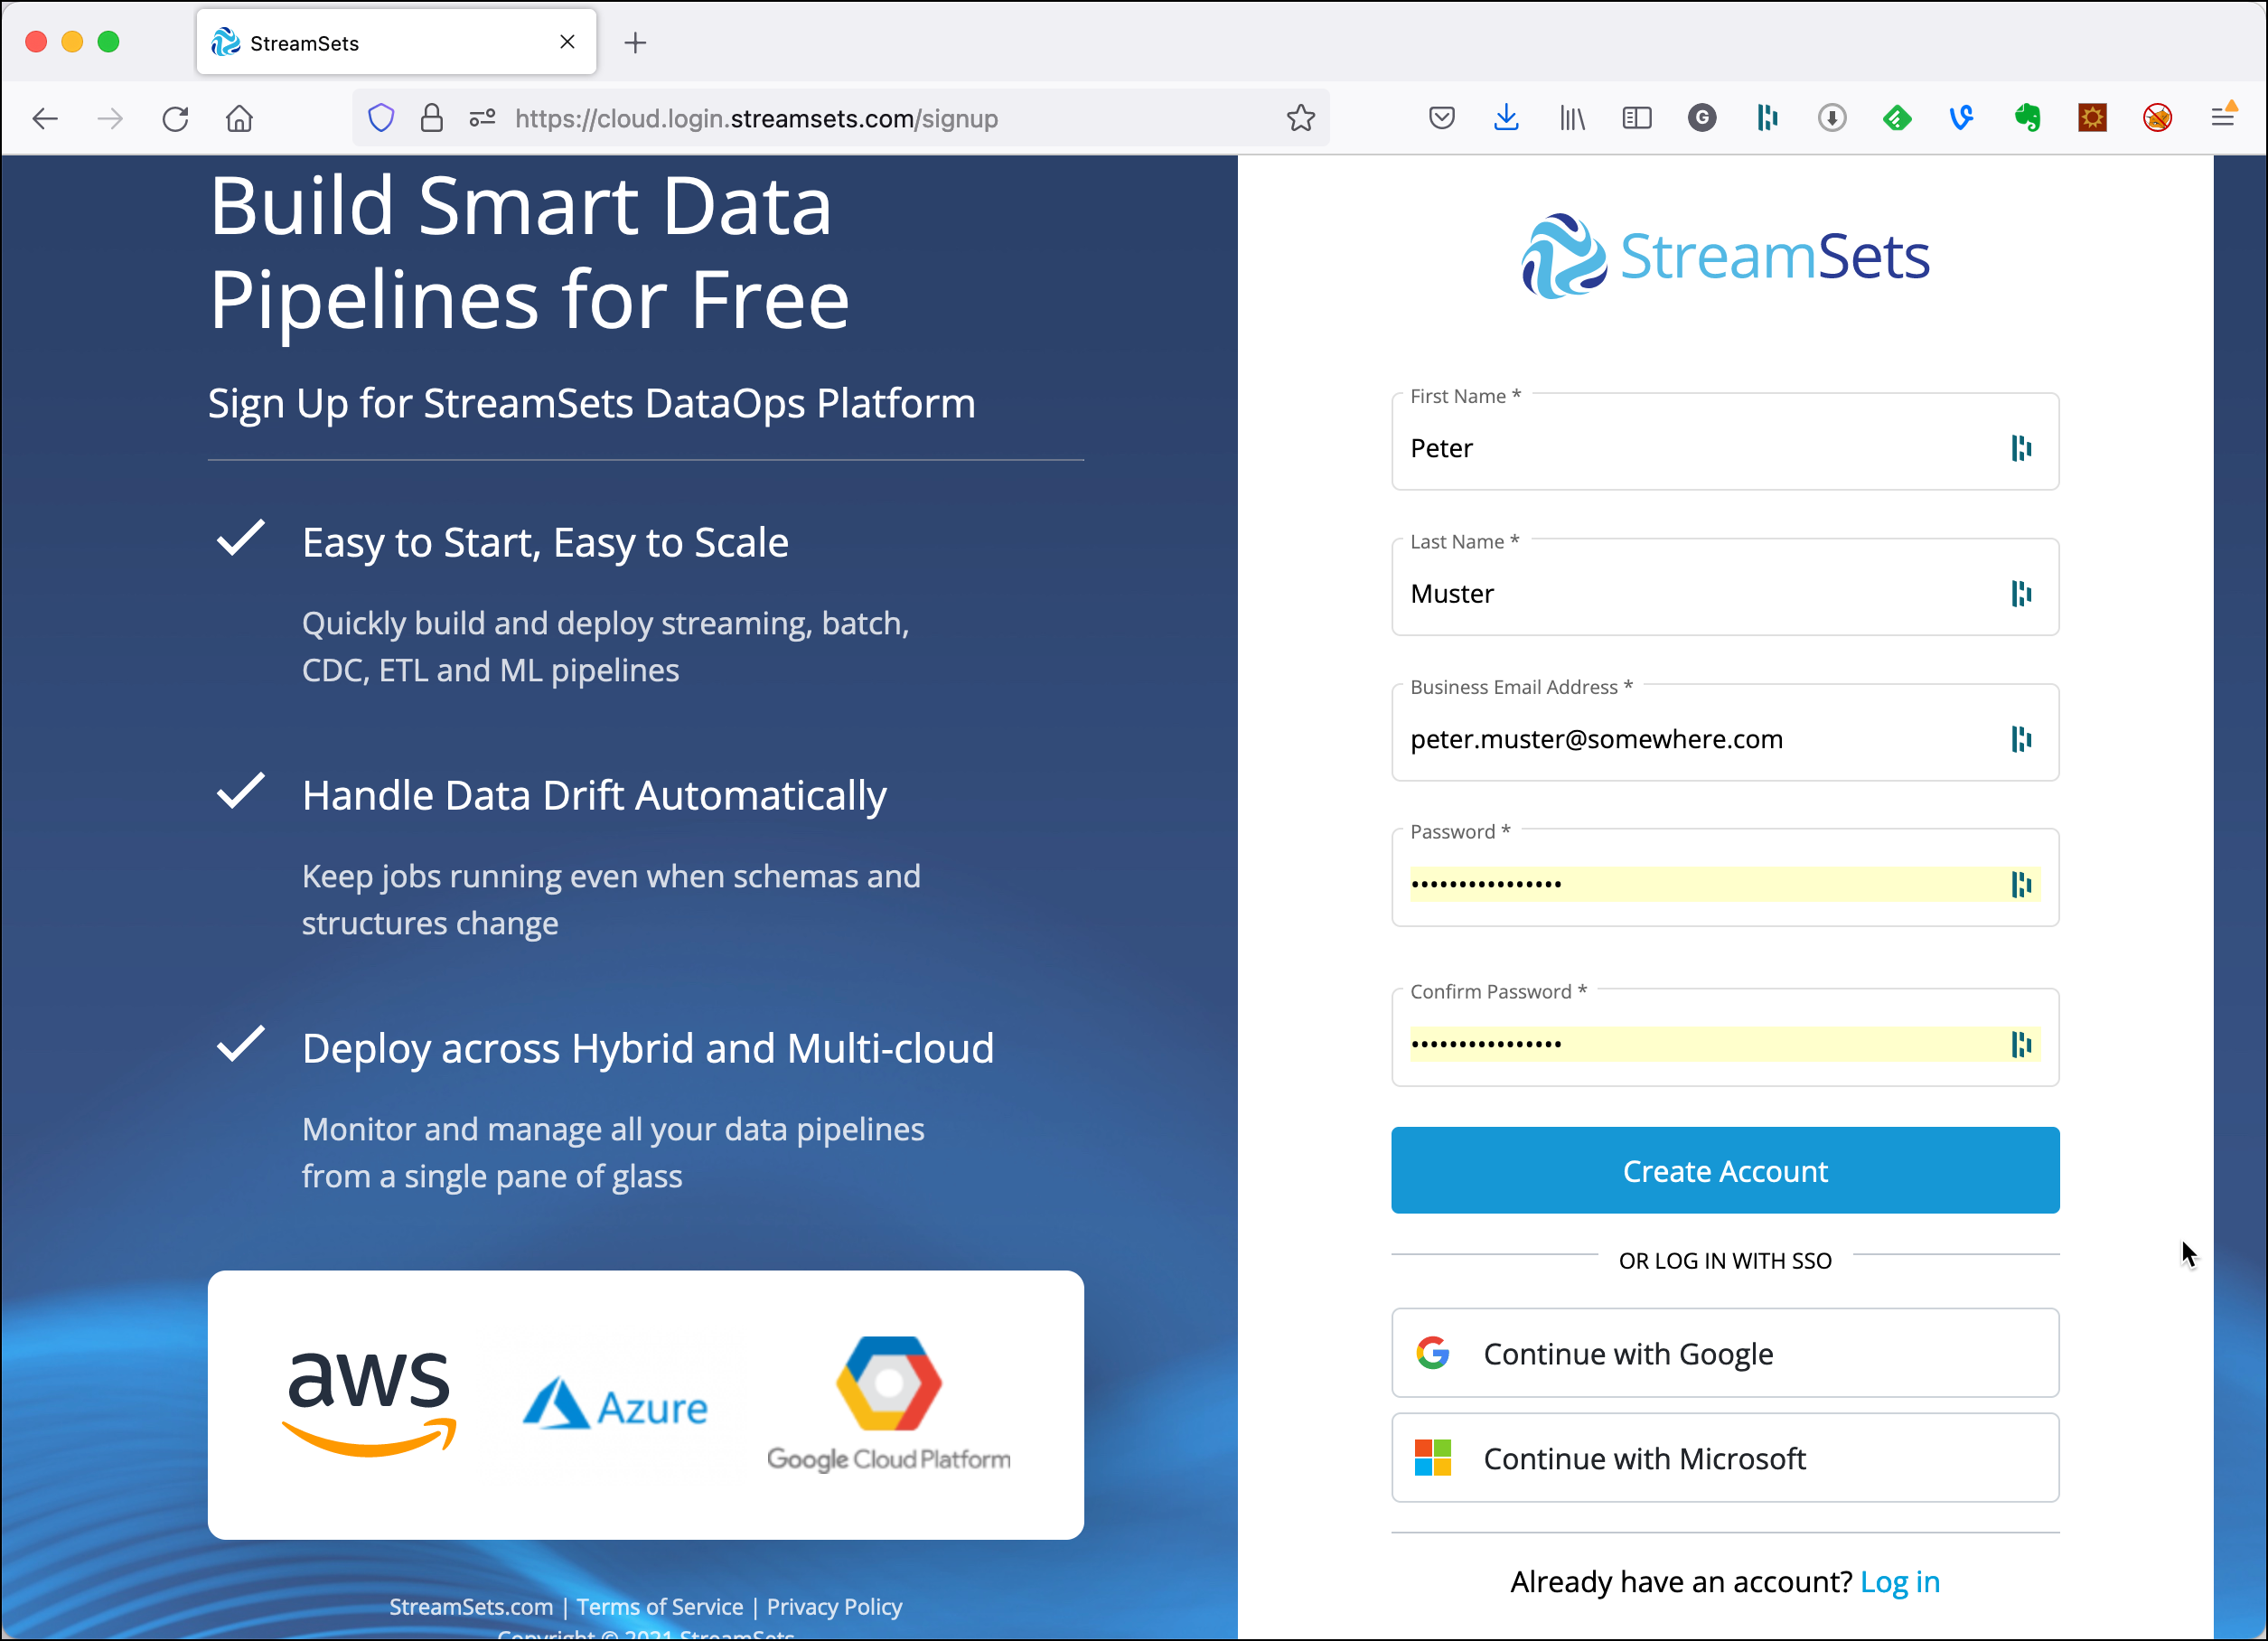 StreamSets
https://cloud.login.streamsets.com/signup
G
Build Smart Data
Pipelines for Free
Sign Up for StreamSets DataOps Platform
Easy to Start, Easy to Scale
Quickly build and deploy streaming, batch,
CDC, ETL and ML pipelines
Handle Data Drift Automatically
Keep jobs running even when schemas and
structures change
Deploy across Hybrid and Multi-cloud
Monitor and manage all your data pipelines
from a single pane of glass
aws
Azure
Google Cloud Platform
StreamSets.com | Terms of Service | Privacy Policy
Copyright © 2021 StreamSets
StreamSets
First Name *
Peter
Last Name *
Muster
Business Email Address *
peter.muster@somewhere.com
Password *
••••••••••••••••
Confirm Password *
••••••••••••••••
Create Account
OR LOG IN WITH SSO
Continue with Google
Continue with Microsoft
Already have an account? Log in